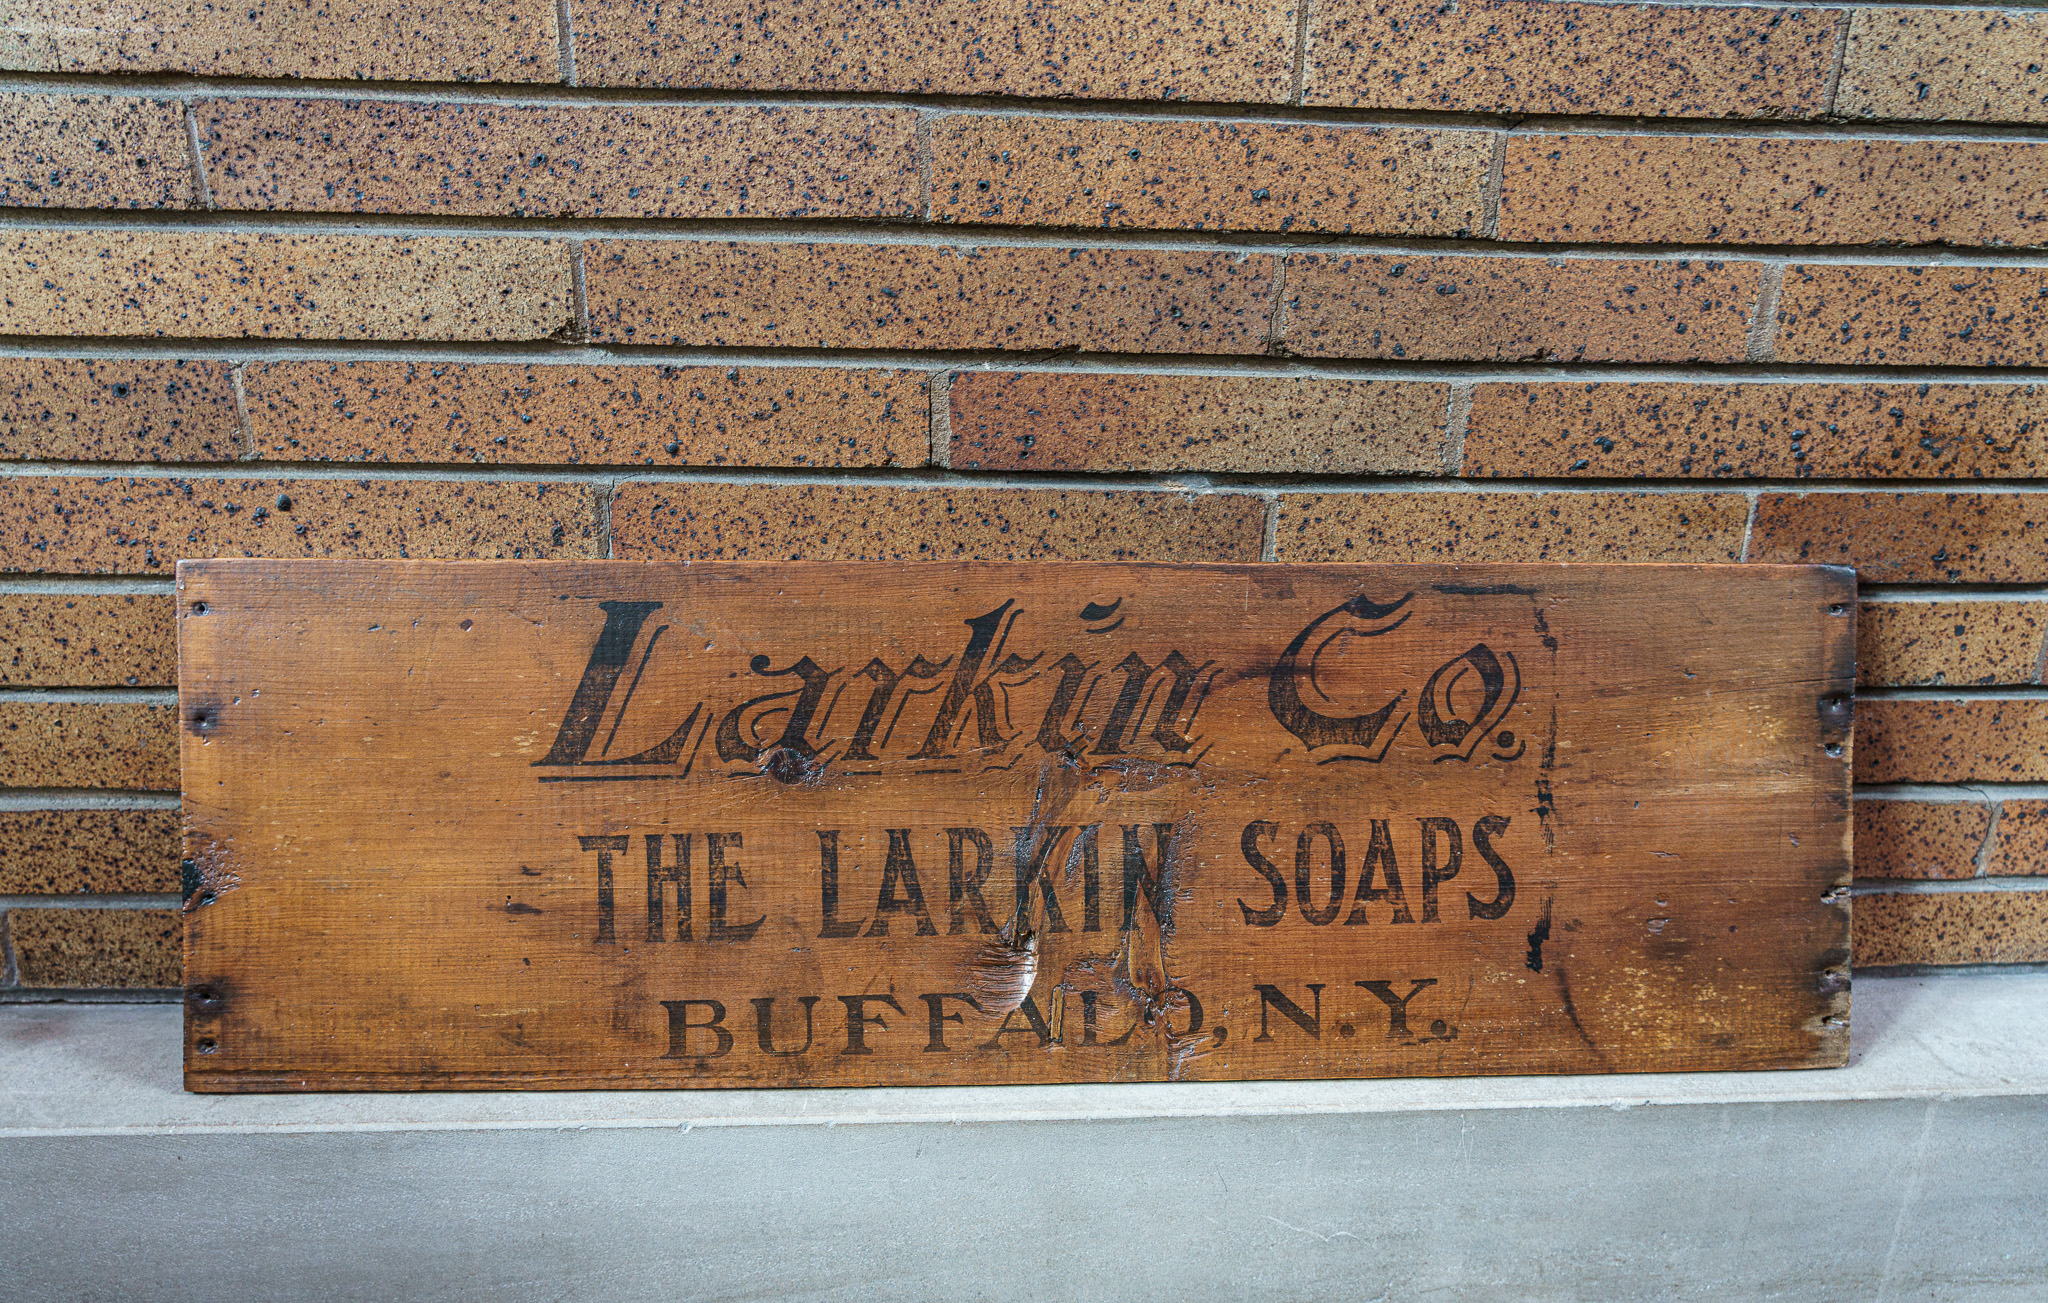 Larkin Co.
THE LARKIN SOAPS
BUFFALO, N.Y.